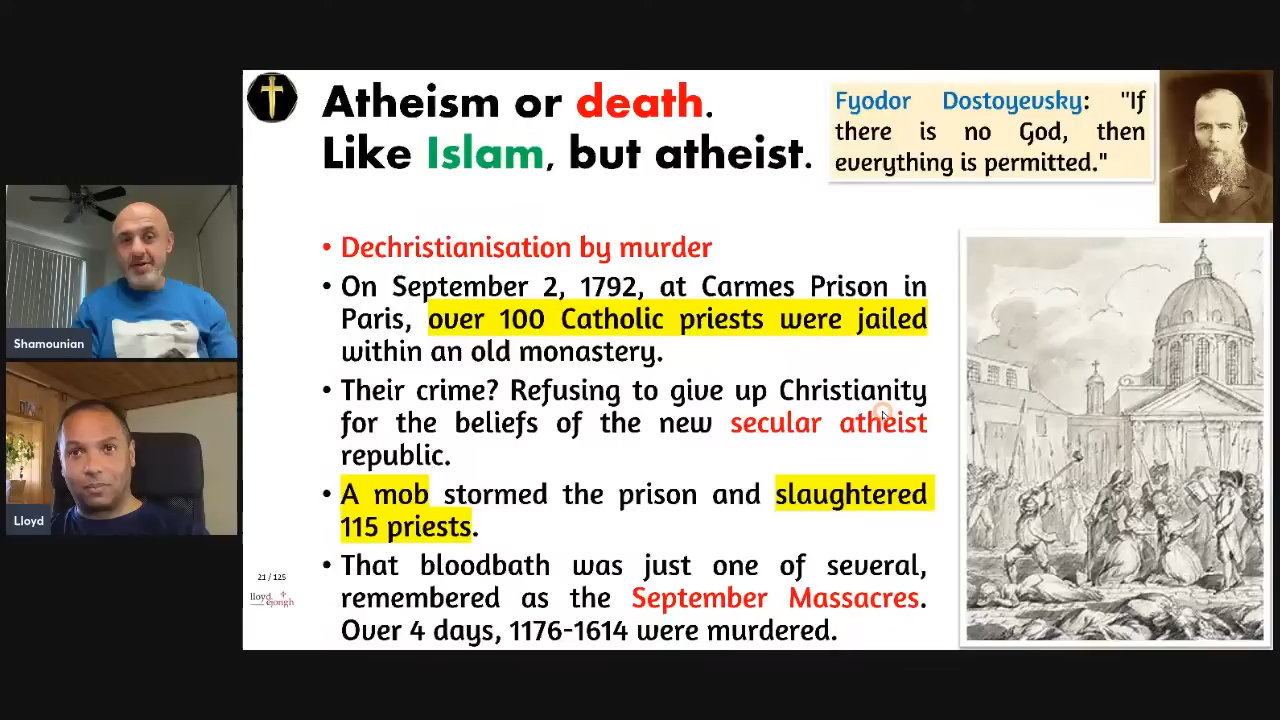 Atheism or death.
Like Islam, but atheist.
Fyodor Dostoyevsky: "If
there is no God, then
everything is permitted."
• Dechristianisation by murder
• On September 2, 1792, at Carmes Prison in
Paris, over 100 Catholic priests were jailed
within an old monastery.
• Their crime? Refusing to give up Christianity
for the beliefs of the new secular atheist
republic.
• A mob stormed the prison and slaughtered
115 priests.
• That bloodbath was just one of several,
remembered as the September Massacres.
Over 4 days, 1176-1614 were murdered.
Shamounian
Lloyd
21 / 125
lloyd
ejongh